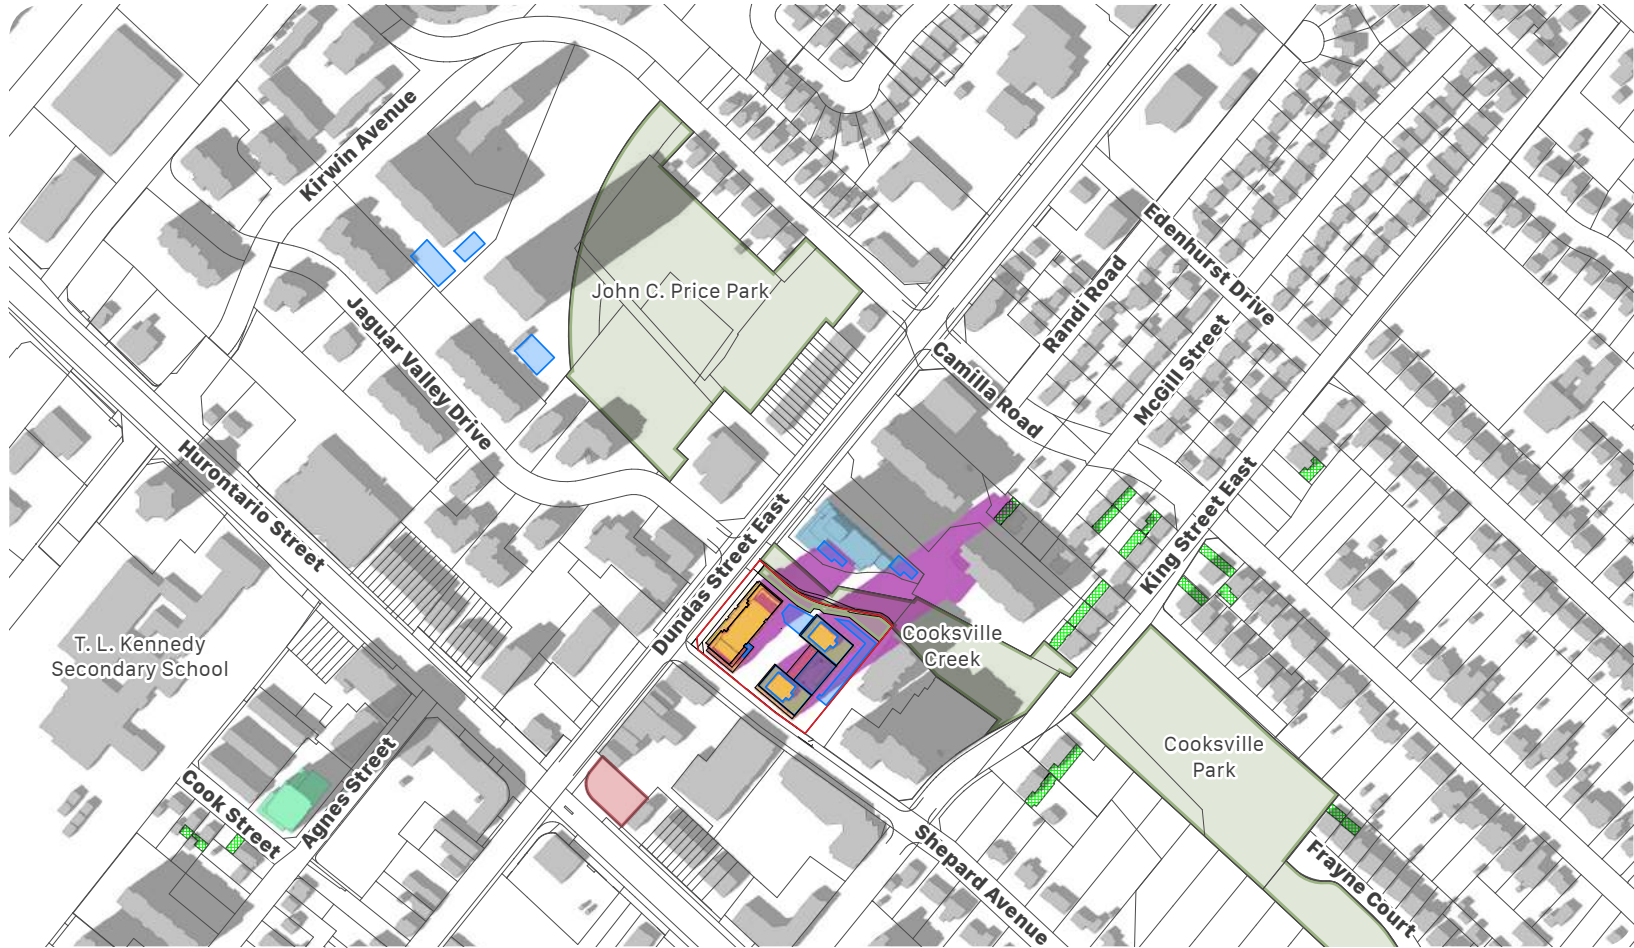 Kirwin Avenue
Edenhurst Drive
John C. Price Park
Randi Road
Jaguar Valley Drive
McGill Street
Camilla Road
Hurontario Street
King Street East
Dundas Street East
T. L. Kennedy
Secondary School
Cooksville
Creek
Cooksville
Park
Cook Street
Agnes Street
Shepard Avenue
Frayne Court